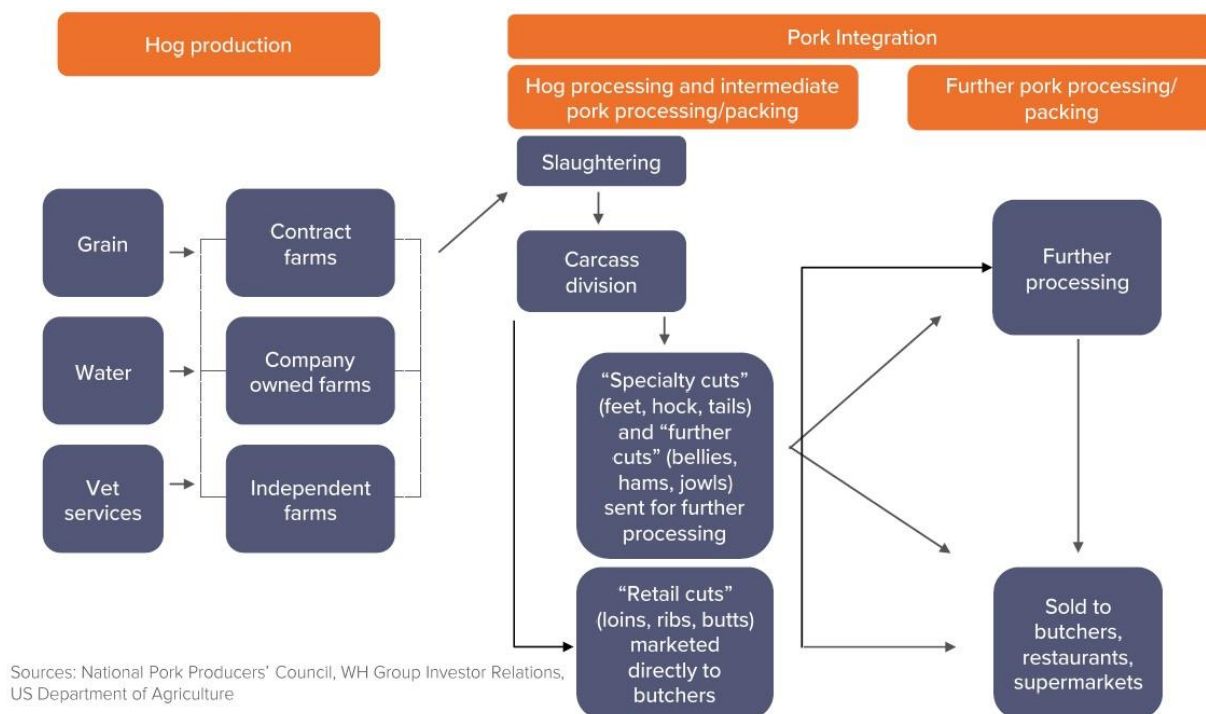 Hog production
Pork Integration
Hog processing and intermediate
pork processing/packing
Further pork processing/
packing
Slaughtering
Grain
Contract
farms
Carcass
division
Further
processing
Water
Company
owned farms
"Specialty cuts"
(feet, hock, tails)
and "further
cuts" (bellies,
hams, jowls)
sent for further
processing
Vet
services
Independent
farms
"Retail cuts"
(loins, ribs, butts)
marketed
directly to
butchers
Sold to
butchers,
restaurants,
supermarkets
Sources: National Pork Producers' Council, WH Group Investor Relations,
US Department of Agriculture